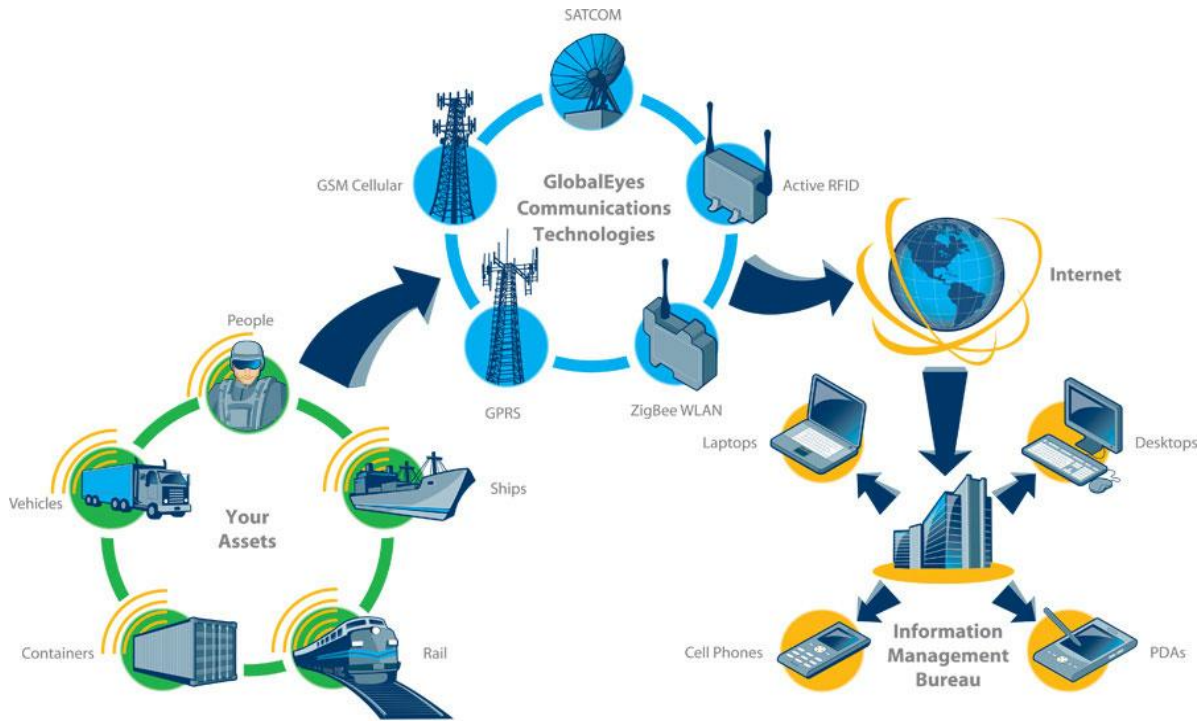 SATCOM
GSM Cellular
GlobalEyes
Communications
Technologies
Active RFID
GPRS
ZigBee WLAN
Internet
People
Vehicles
Ships
Your
Assets
Containers
Rail
Laptops
Desktops
Cell Phones
Information
Management
Bureau
PDAs